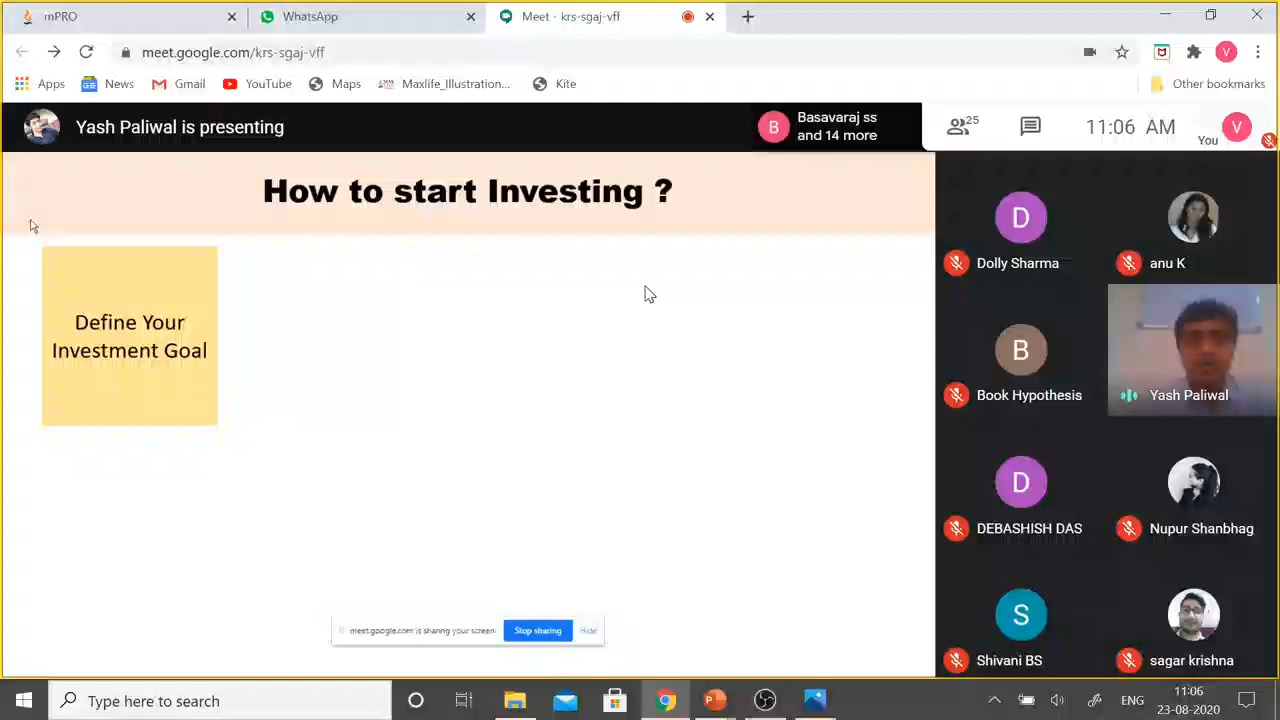 mPRO
WhatsApp
Meet - krs-sgaj-vff
meet.google.com/krs-sgaj-vff
V
Apps
News
Gmail
YouTube
Maps
Maxlife_Illustration...
Kite
Other bookmarks
Yash Paliwal is presenting
B
Basavaraj ss
and 14 more
25
11:06 AM
You
V
How to start Investing ?
Define Your
Investment Goal
D
Dolly Sharma
anu K
B
Book Hypothesis
Yash Paliwal
D
DEBASHISH DAS
Nupur Shanbhag
S
Shivani BS
sagar krishna
meet.google.com is sharing your screen.
Stop sharing
Hide
Type here to search
ENG
11:06
23-08-2020